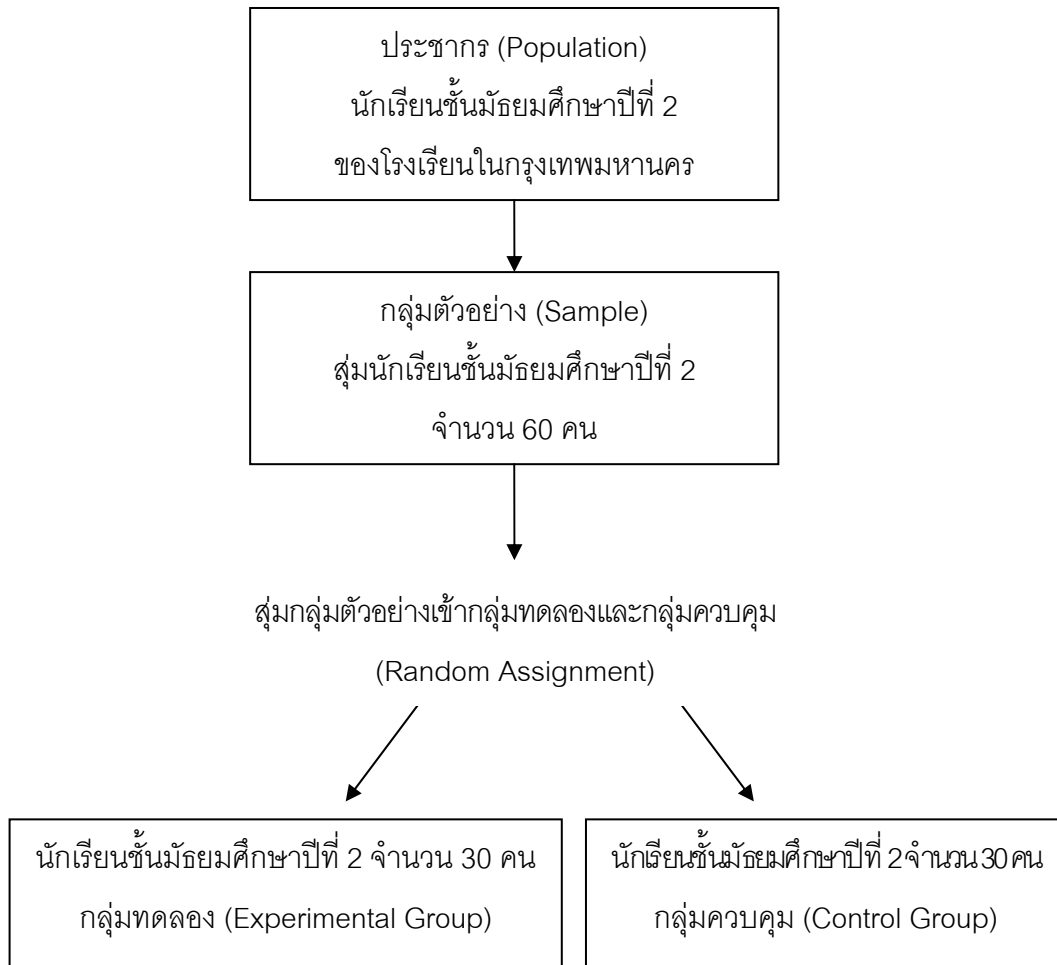 ประชากร (Population)
นักเรียนชั้นมัธยมศึกษาปีที่ 2
ของโรงเรียนในกรุงเทพมหานคร
กลุ่มตัวอย่าง (Sample)
สุ่มนักเรียนชั้นมัธยมศึกษาปีที่ 2
จำนวน 60 คน
สุ่มกลุ่มตัวอย่างเข้ากลุ่มทดลองและกลุ่มควบคุม
(Random Assignment)
นักเรียนชั้นมัธยมศึกษาปีที่ 2 จำนวน 30 คน
กลุ่มทดลอง (Experimental Group)
นักเรียนชั้นมัธยมศึกษาปีที่ 2 จำนวน 30 คน
กลุ่มควบคุม (Control Group)